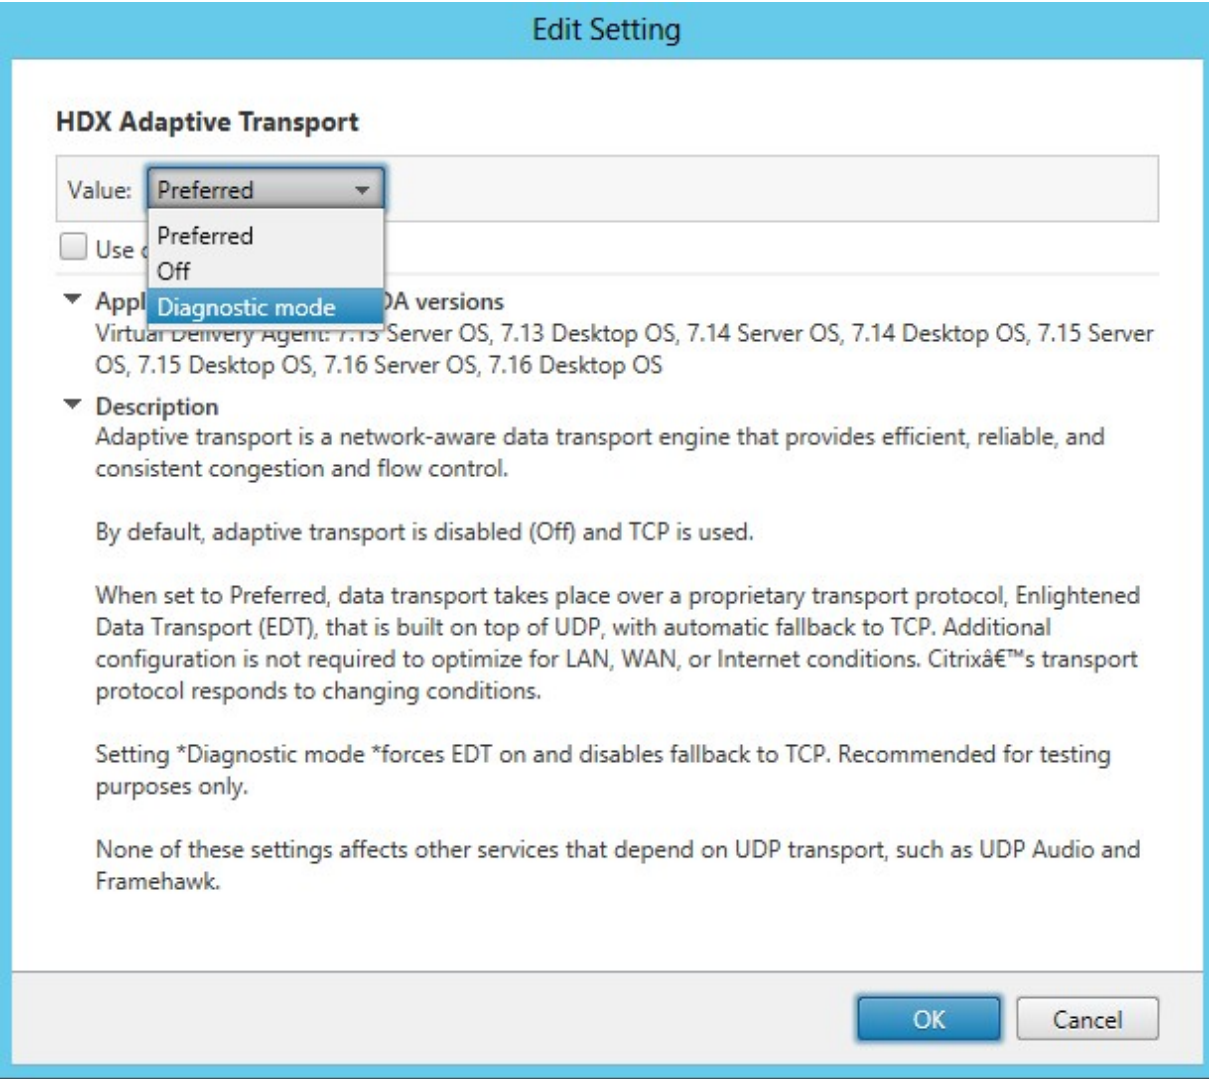 Edit Setting
HDX Adaptive Transport
Value: Preferred
Preferred
Use
Off
Appl
Diagnostic mode
DA versions
Virtual Delivery Agent: 7.13 Server OS, 7.13 Desktop OS, 7.14 Server OS, 7.14 Desktop OS, 7.15 Server
OS, 7.15 Desktop OS, 7.16 Server OS, 7.16 Desktop OS
Description
Adaptive transport is a network-aware data transport engine that provides efficient, reliable, and
consistent congestion and flow control.
By default, adaptive transport is disabled (Off) and TCP is used.
When set to Preferred, data transport takes place over a proprietary transport protocol, Enlightened
Data Transport (EDT), that is built on top of UDP, with automatic fallback to TCP. Additional
configuration is not required to optimize for LAN, WAN, or Internet conditions. Citrixâ€™s transport
protocol responds to changing conditions.
Setting *Diagnostic mode *forces EDT on and disables fallback to TCP. Recommended for testing
purposes only.
None of these settings affects other services that depend on UDP transport, such as UDP Audio and
Framehawk.
OK
Cancel